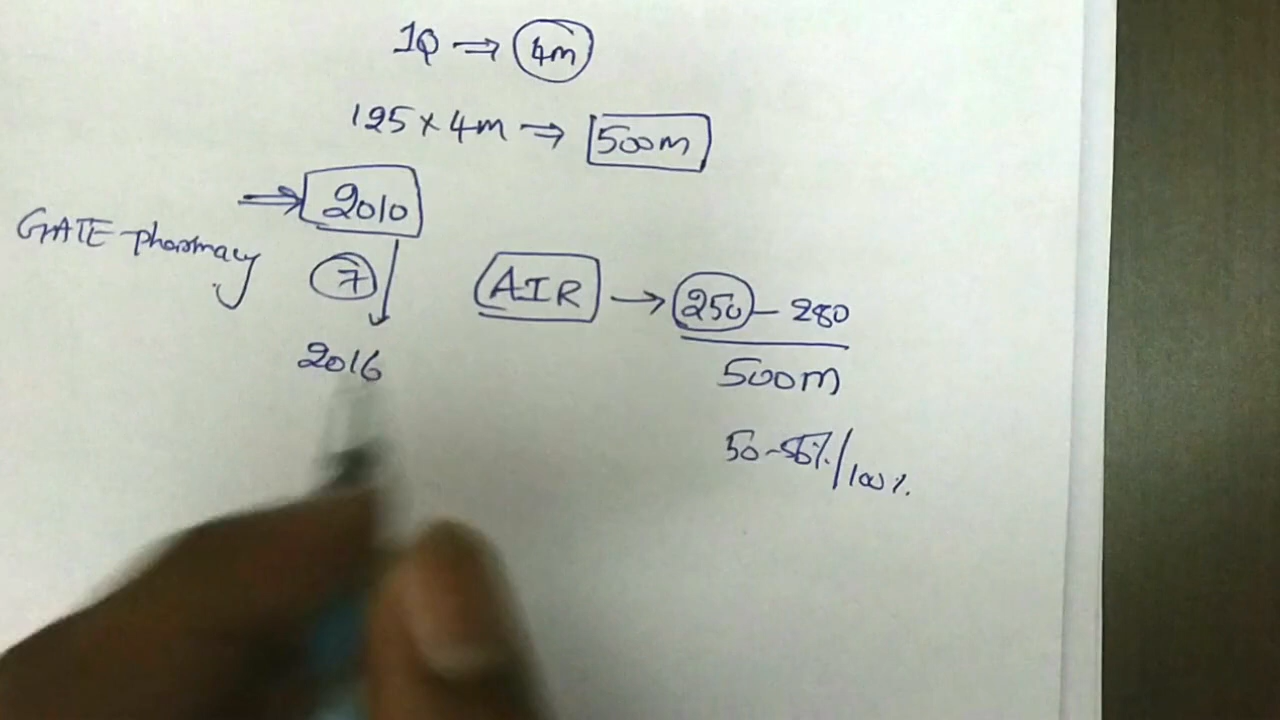 1Q ⇒ 4m
125 × 4m ⇒ 500m
⇒ 2010
GATE-pharmacy
7
AIR → 250 - 280
2016
500m
50-56% / 100%